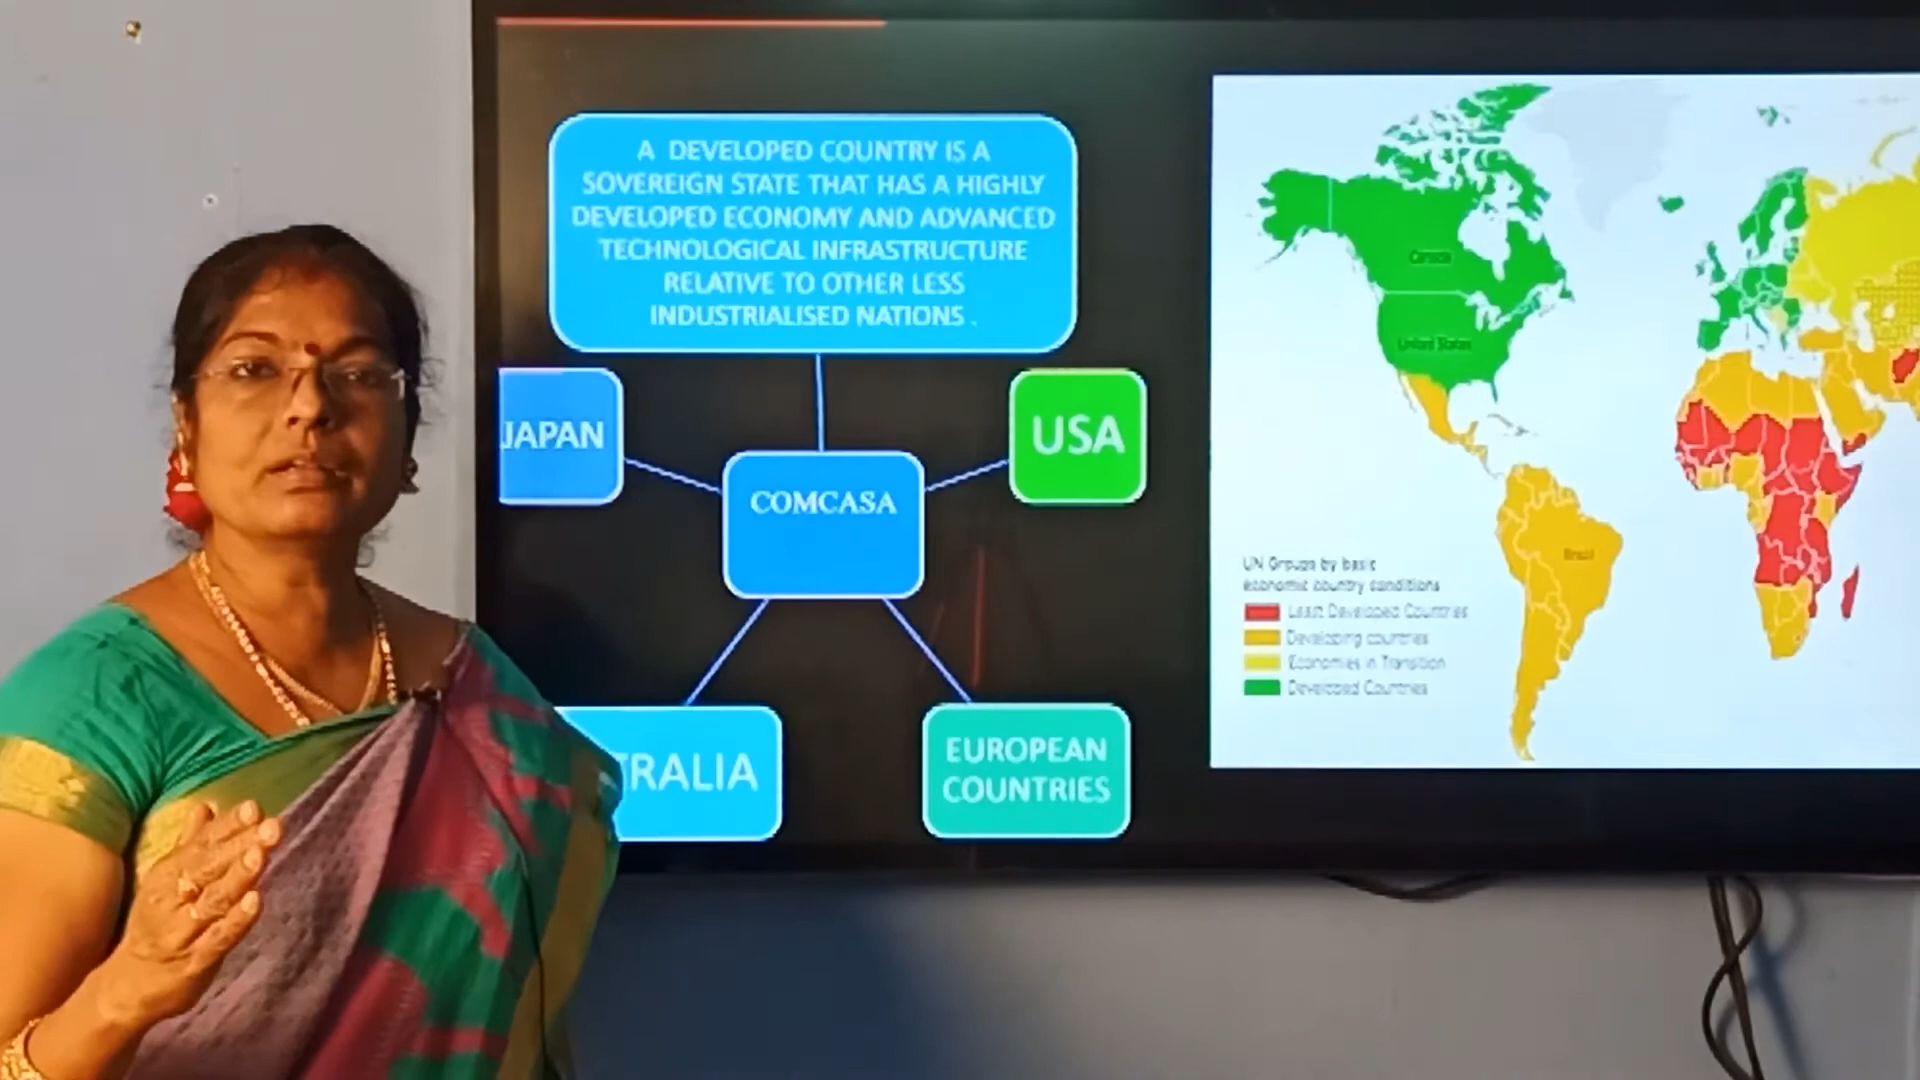 A DEVELOPED COUNTRY IS A
SOVEREIGN STATE THAT HAS A HIGHLY
DEVELOPED ECONOMY AND ADVANCED
TECHNOLOGICAL INFRASTRUCTURE
RELATIVE TO OTHER LESS
INDUSTRIALISED NATIONS .
JAPAN
USA
COMCASA
TRALIA
EUROPEAN
COUNTRIES
Canada
United States
Brazil
UN Groups by basic
economic country conditions
Least Developed Countries
Developing countries
Economies in Transition
Developed Countries